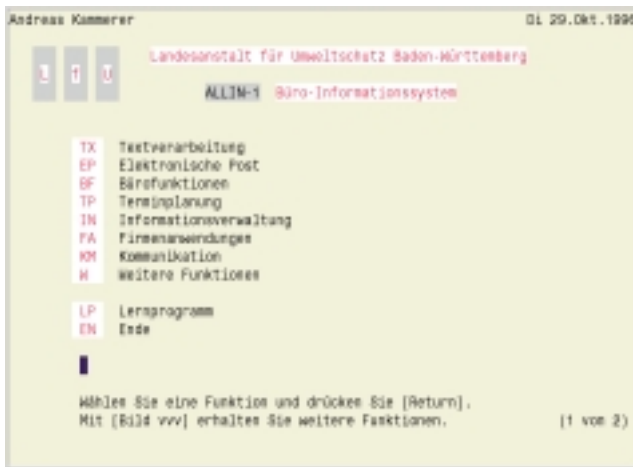 Andreas Kammerer Di 29.Okt.1996
Landesanstalt für Umweltschutz Baden-Württemberg
L f U
ALLIN-1 Büro-Informationssystem
TX Textverarbeitung
EP Elektronische Post
BF Bürofunktionen
TP Terminplanung
IN Informationsverwaltung
FA Firmenanwendungen
KM Kommunikation
W Weitere Funktionen
LP Lernprogramm
EN Ende
Wählen Sie eine Funktion und drücken Sie [Return].
Mit [Bild vvv] erhalten Sie weitere Funktionen. (1 von 2)